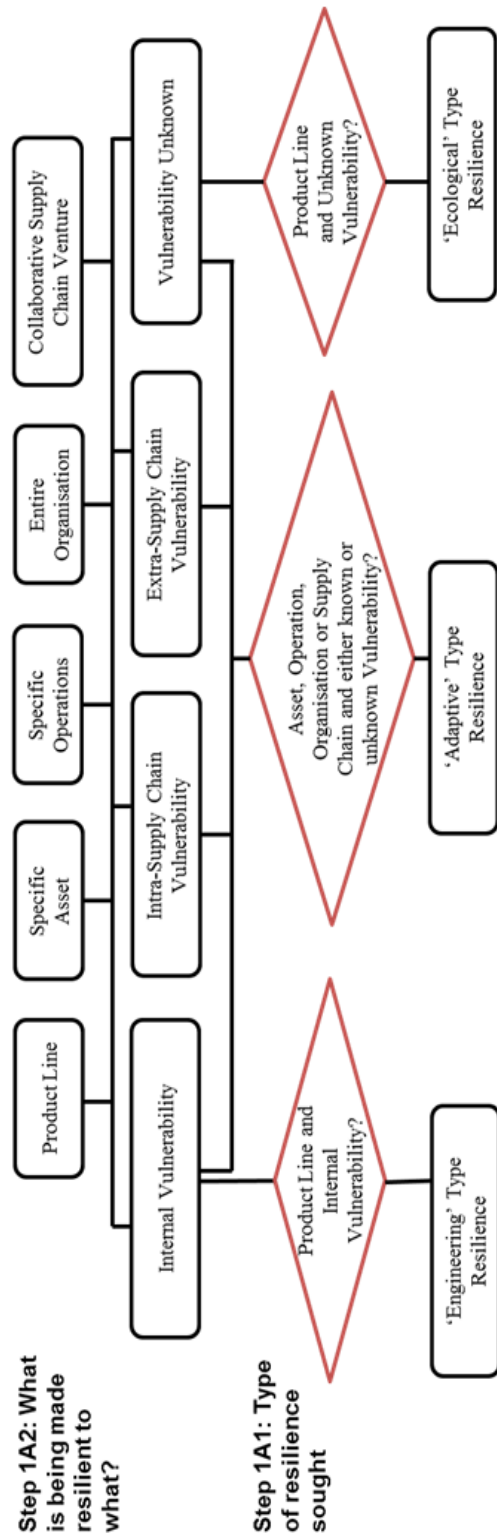 Step 1A2: What
is being made
resilient to
what?
Product Line
Specific
Asset
Specific
Operations
Entire
Organisation
Collaborative Supply
Chain Venture
Internal Vulnerability
Intra-Supply Chain
Vulnerability
Extra-Supply Chain
Vulnerability
Vulnerability Unknown
Step 1A1: Type
of resilience
sought
Product Line and
Internal
Vulnerability?
Asset, Operation,
Organisation or Supply
Chain and either known or
unknown Vulnerability?
Product Line
and Unknown
Vulnerability?
‘Engineering’ Type
Resilience
‘Adaptive’ Type
Resilience
‘Ecological’ Type
Resilience